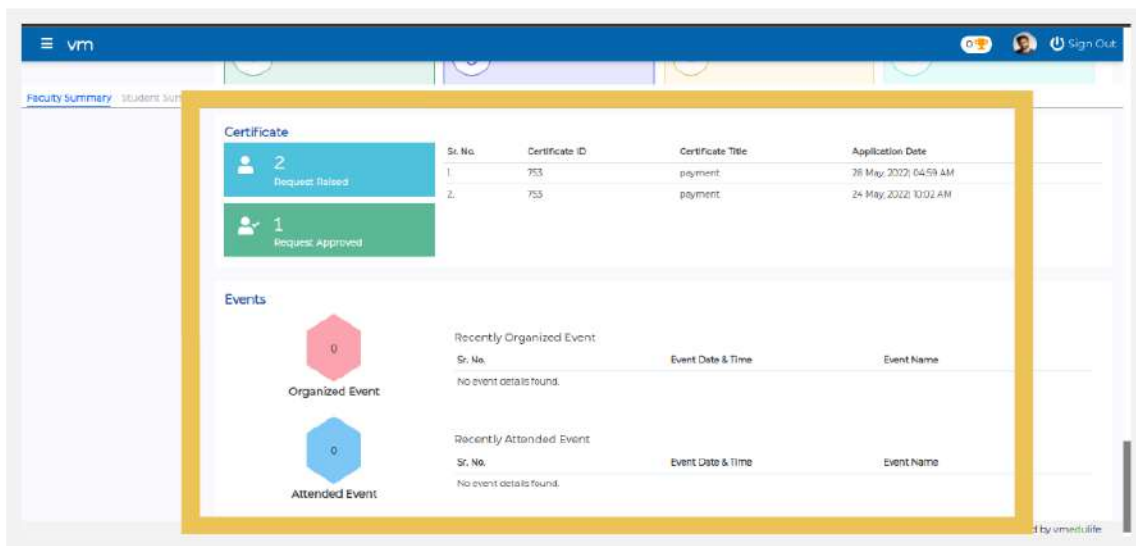 ≡ vm
0
Sign Out
Faculty Summary
Student Sum
Certificate
2
Request Raised
1
Request Approved
Sr. No. Certificate ID Certificate Title Application Date
1. 753 payment 28 May, 2022| 04:59 AM
2. 753 payment 24 May, 2022| 10:02 AM
Events
0
Organized Event
Recently Organized Event
Sr. No. Event Date & Time Event Name
No event details found.
0
Attended Event
Recently Attended Event
Sr. No. Event Date & Time Event Name
No event details found.
by vmedulife